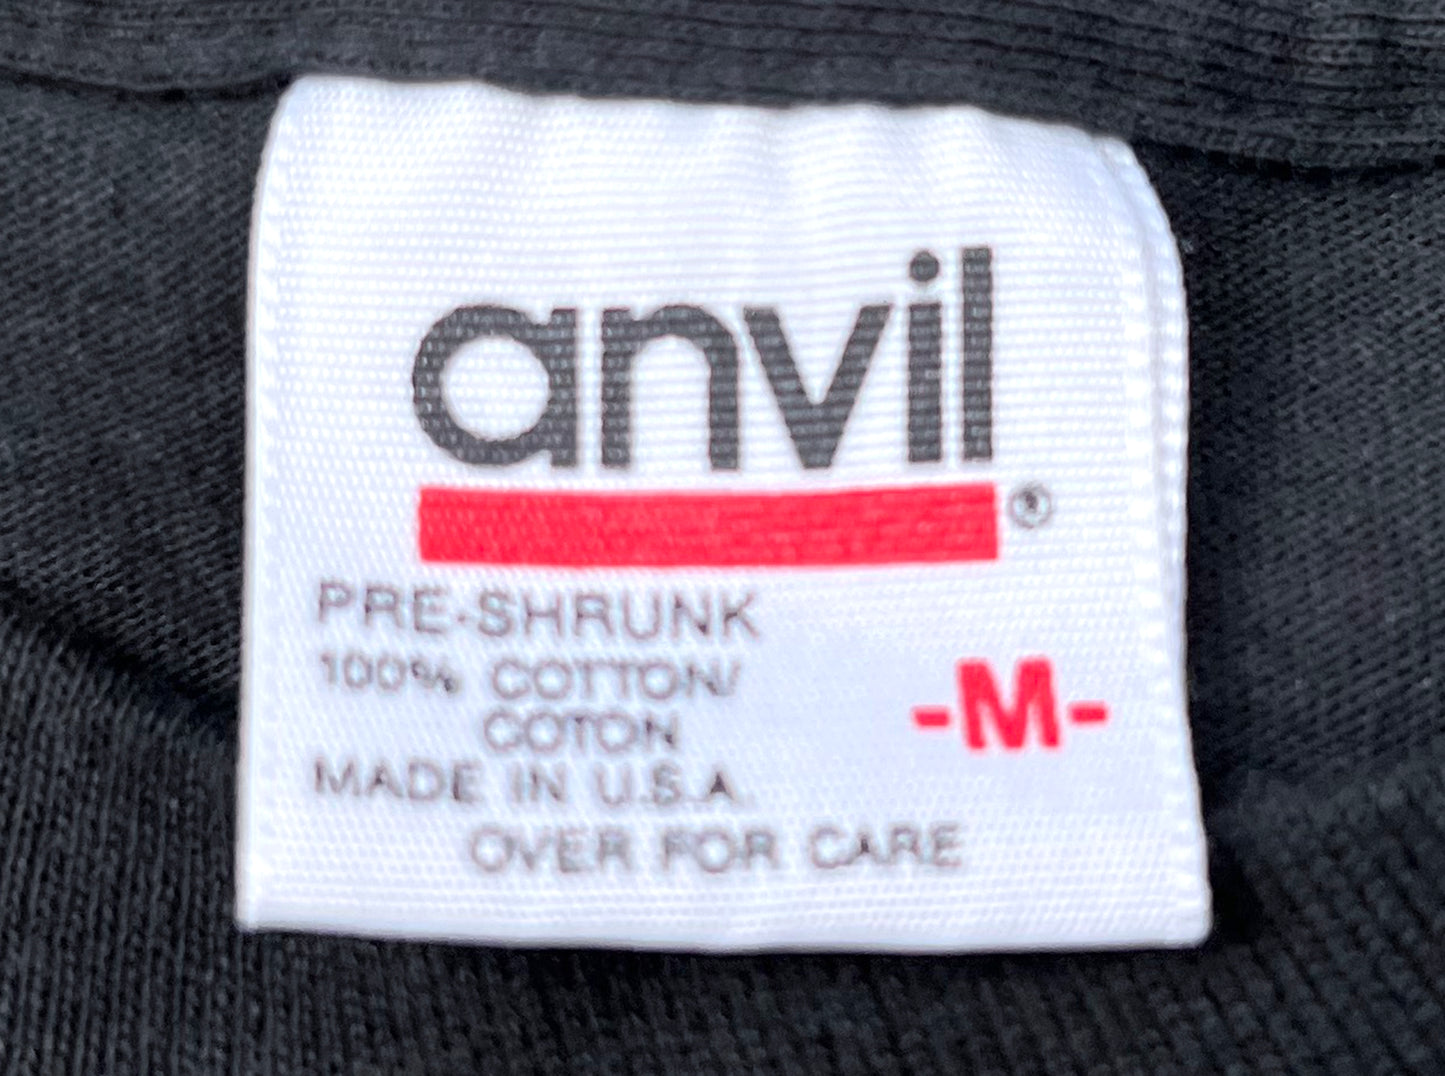 anvil®
PRE-SHRUNK
100% COTTON/
COTON
-M-
MADE IN U.S.A.
OVER FOR CARE